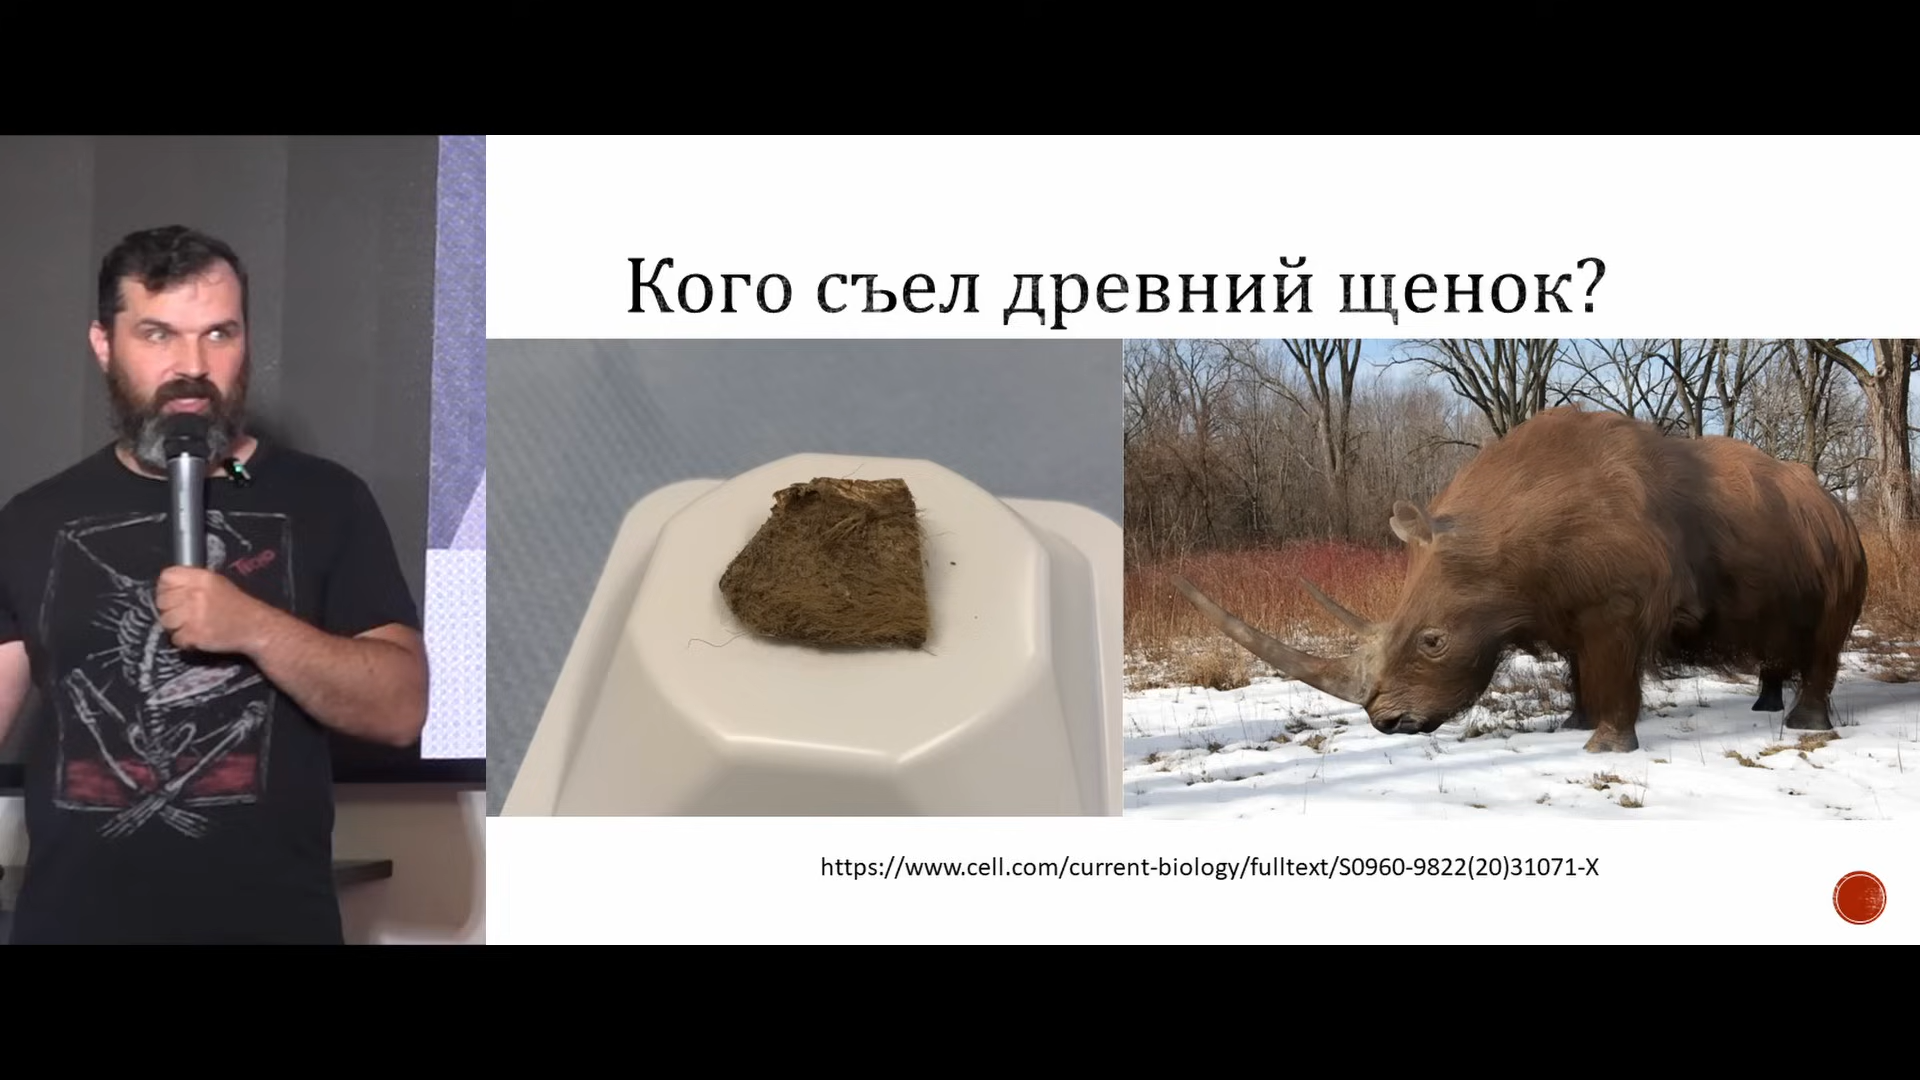 Кого съел древний щенок?
https://www.cell.com/current-biology/fulltext/S0960-9822(20)31071-X